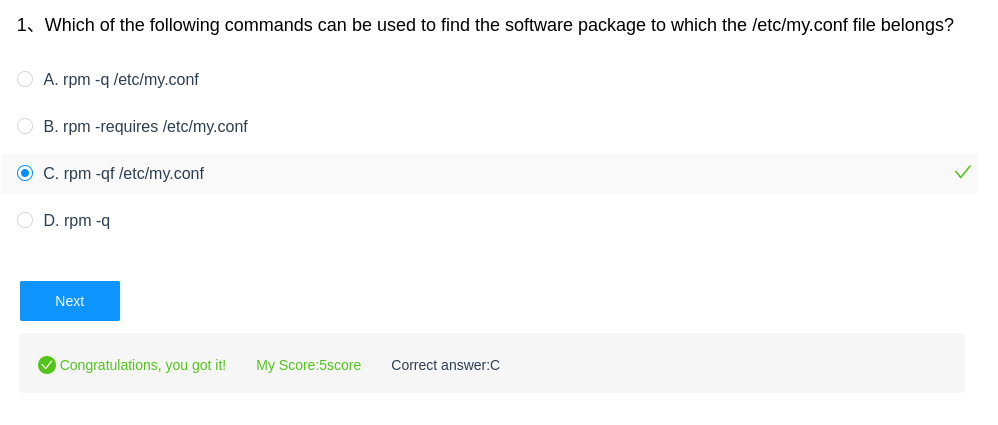 1、Which of the following commands can be used to find the software package to which the /etc/my.conf file belongs?
A. rpm -q /etc/my.conf
B. rpm -requires /etc/my.conf
C. rpm -qf /etc/my.conf
D. rpm -q
Next
Congratulations, you got it! My Score:5score Correct answer:C